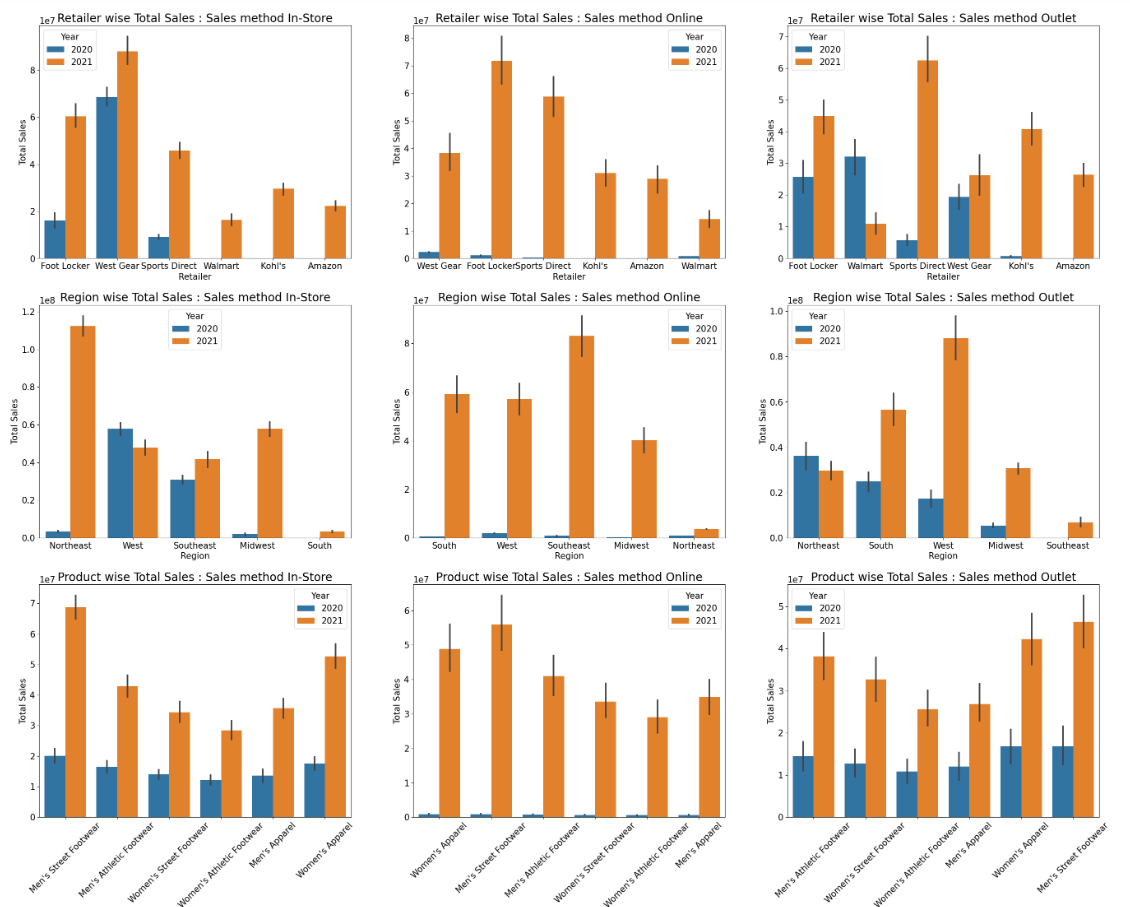 Retailer wise Total Sales : Sales method In-Store
1e7
Year
2020
2021
8
6
4
2
0
Total Sales
Foot Locker West Gear Sports Direct Walmart Kohl's Amazon
Retailer
Retailer wise Total Sales : Sales method Online
1e7
Year
2020
2021
8
7
6
5
4
3
2
1
0
Total Sales
West Gear Foot Locker Sports Direct Kohl's Amazon Walmart
Retailer
Retailer wise Total Sales : Sales method Outlet
1e7
Year
2020
2021
7
6
5
4
3
2
1
0
Total Sales
Foot Locker Walmart Sports Direct West Gear Kohl's Amazon
Retailer
Region wise Total Sales : Sales method In-Store
1e8
Year
2020
2021
1.2
1.0
0.8
0.6
0.4
0.2
0.0
Total Sales
Northeast West Southeast Midwest South
Region
Region wise Total Sales : Sales method Online
1e7
Year
2020
2021
8
6
4
2
0
Total Sales
South West Southeast Midwest Northeast
Region
Region wise Total Sales : Sales method Outlet
1e8
Year
2020
2021
1.0
0.8
0.6
0.4
0.2
0.0
Total Sales
Northeast South West Midwest Southeast
Region
Product wise Total Sales : Sales method In-Store
1e7
Year
2020
2021
7
6
5
4
3
2
1
0
Total Sales
Men's Street Footwear
Men's Athletic Footwear
Women's Street Footwear
Women's Athletic Footwear
Men's Apparel
Women's Apparel
Product wise Total Sales : Sales method Online
1e7
Year
2020
2021
6
5
4
3
2
1
0
Total Sales
Women's Apparel
Men's Street Footwear
Men's Athletic Footwear
Women's Street Footwear
Women's Athletic Footwear
Men's Apparel
Product wise Total Sales : Sales method Outlet
1e7
Year
2020
2021
5
4
3
2
1
0
Total Sales
Men's Athletic Footwear
Women's Street Footwear
Women's Athletic Footwear
Men's Apparel
Women's Apparel
Men's Street Footwear